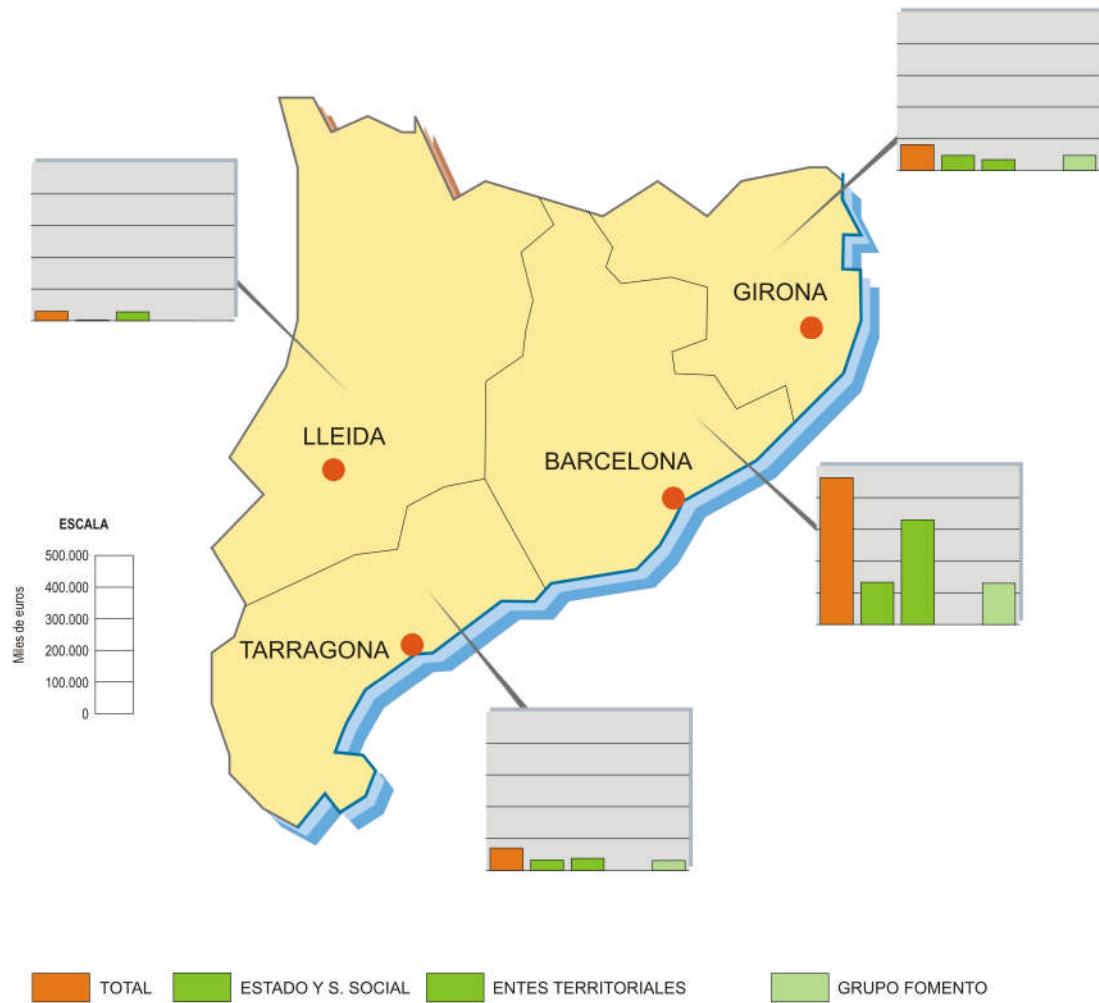 GIRONA
LLEIDA
BARCELONA
ESCALA
500.000
400.000
300.000
200.000
100.000
0
Miles de euros
TARRAGONA
TOTAL
ESTADO Y S. SOCIAL
ENTES TERRITORIALES
GRUPO FOMENTO